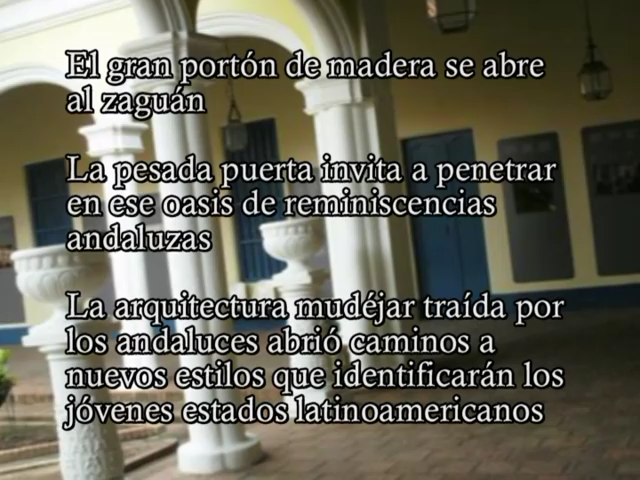 El gran portón de madera se abre
al zaguán
La pesada puerta invita a penetrar
en ese oasis de reminiscencias
andaluzas
La arquitectura mudéjar traída por
los andaluces abrió caminos a
nuevos estilos que identificarán los
jóvenes estados latinoamericanos